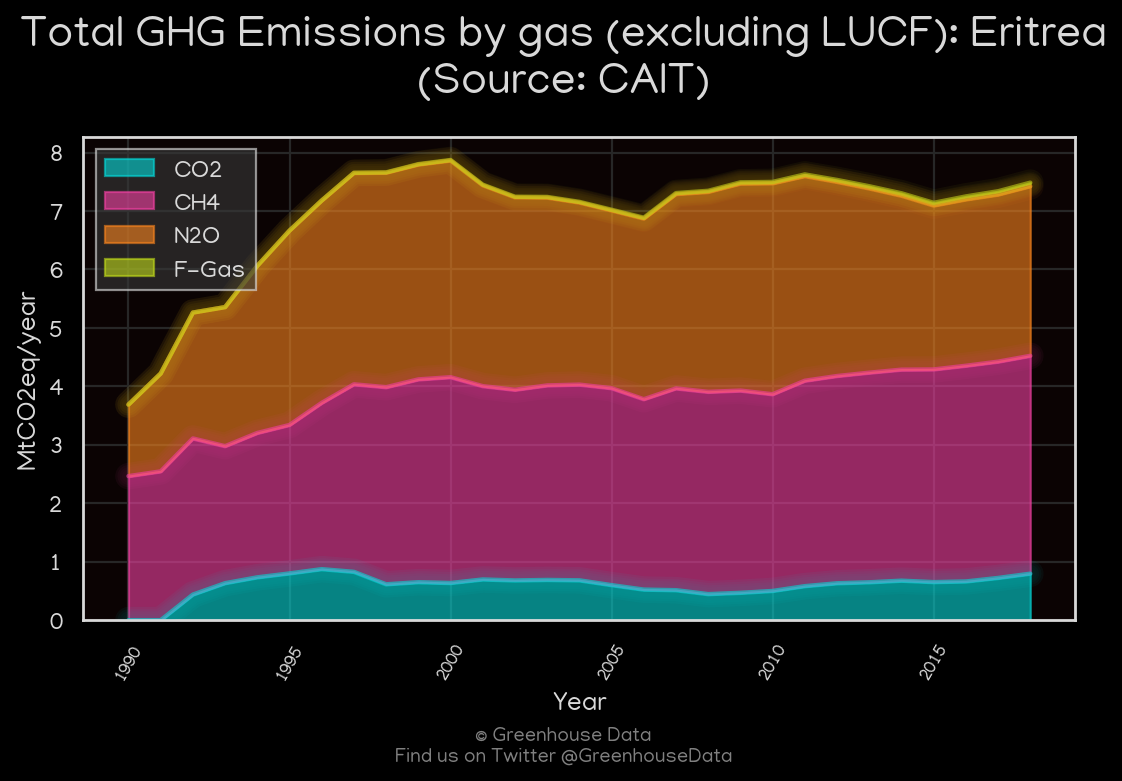 Total GHG Emissions by gas (excluding LUCF): Eritrea
(Source: CAIT)
8
7
6
5
4
3
2
1
0
MtCO2eq/year
CO2
CH4
N2O
F-Gas
1990
1995
2000
2005
2010
2015
Year
© Greenhouse Data
Find us on Twitter @GreenhouseData